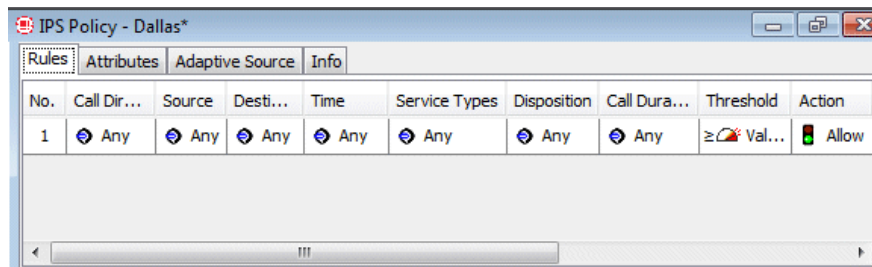 IPS Policy - Dallas*
Rules Attributes Adaptive Source Info
No. Call Dir... Source Desti... Time Service Types Disposition Call Dura... Threshold Action
1 Any Any Any Any Any Any Any ≥ Val... Allow